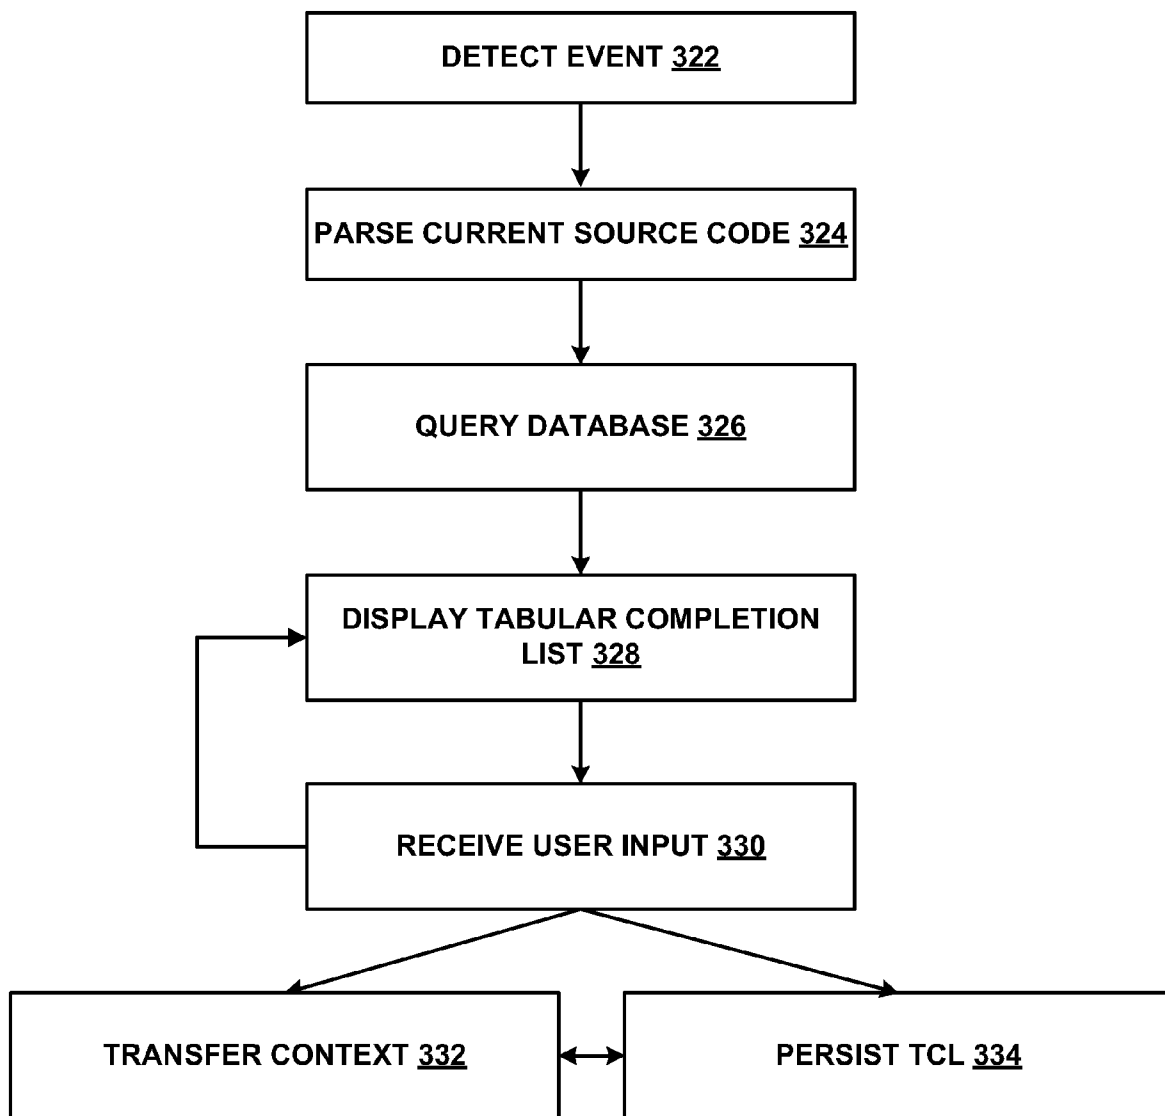 DETECT EVENT 322
PARSE CURRENT SOURCE CODE 324
QUERY DATABASE 326
DISPLAY TABULAR COMPLETION
LIST 328
RECEIVE USER INPUT 330
TRANSFER CONTEXT 332
PERSIST TCL 334